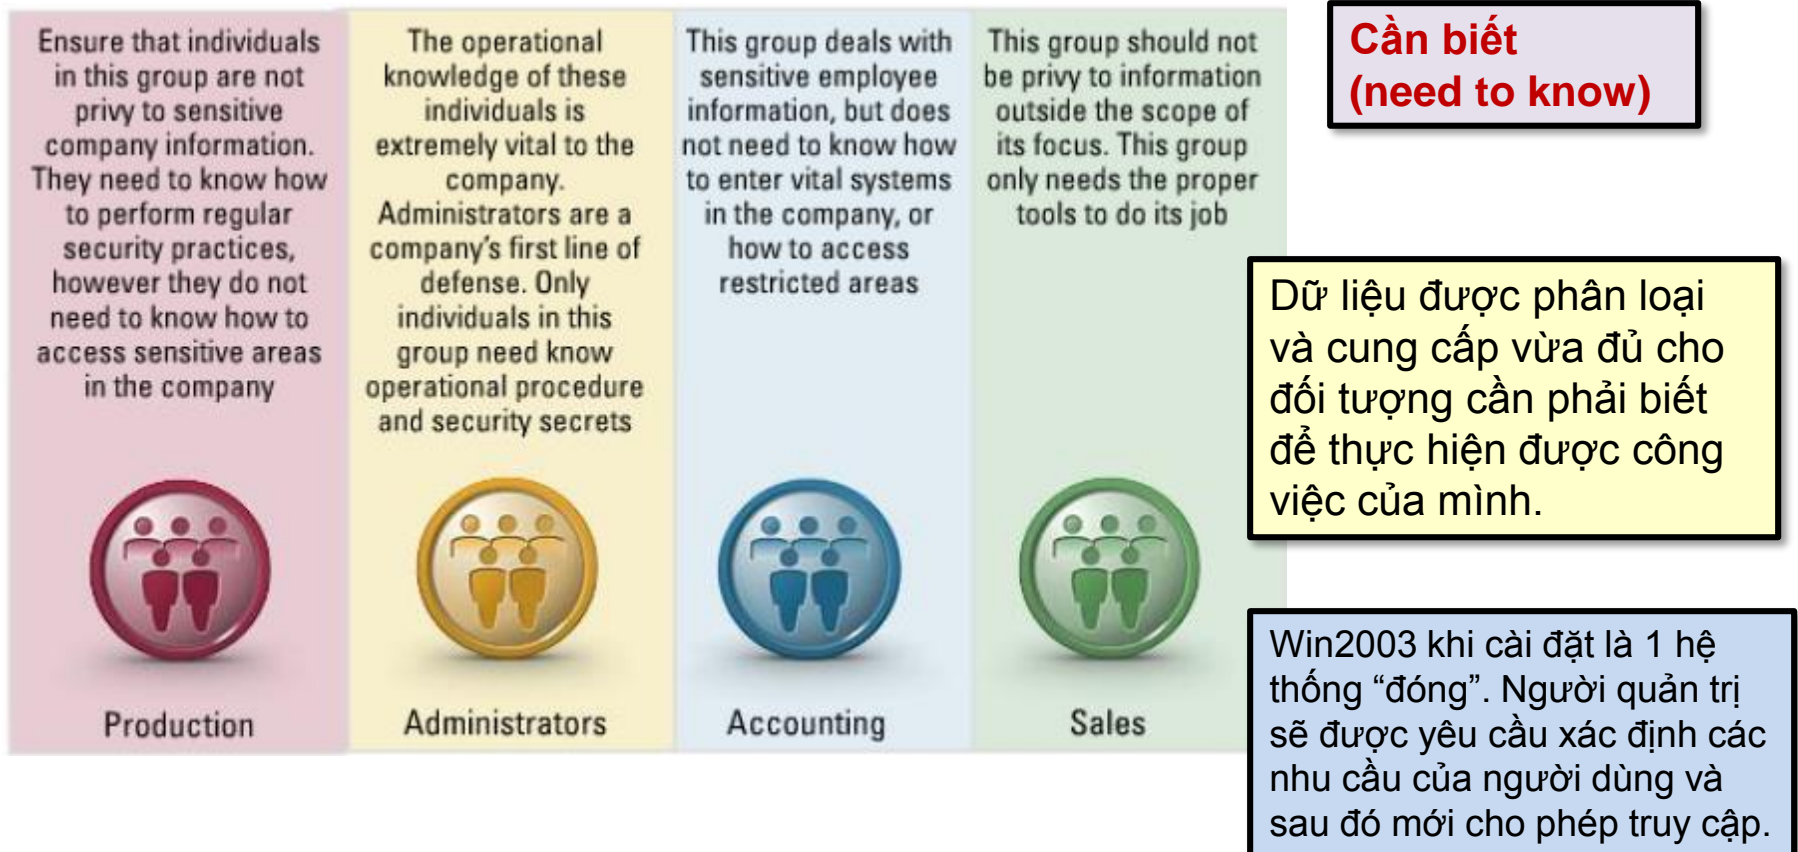 Ensure that individuals
in this group are not
privy to sensitive
company information.
They need to know how
to perform regular
security practices,
however they do not
need to know how to
access sensitive areas
in the company
Production
The operational
knowledge of these
individuals is
extremely vital to the
company.
Administrators are a
company's first line of
defense. Only
individuals in this
group need know
operational procedure
and security secrets
Administrators
This group deals with
sensitive employee
information, but does
not need to know how
to enter vital systems
in the company, or
how to access
restricted areas
Accounting
This group should not
be privy to information
outside the scope of
its focus. This group
only needs the proper
tools to do its job
Sales
Cần biết
(need to know)
Dữ liệu được phân loại
và cung cấp vừa đủ cho
đối tượng cần phải biết
để thực hiện được công
việc của mình.
Win2003 khi cài đặt là 1 hệ
thống “đóng”. Người quản trị
sẽ được yêu cầu xác định các
nhu cầu của người dùng và
sau đó mới cho phép truy cập.